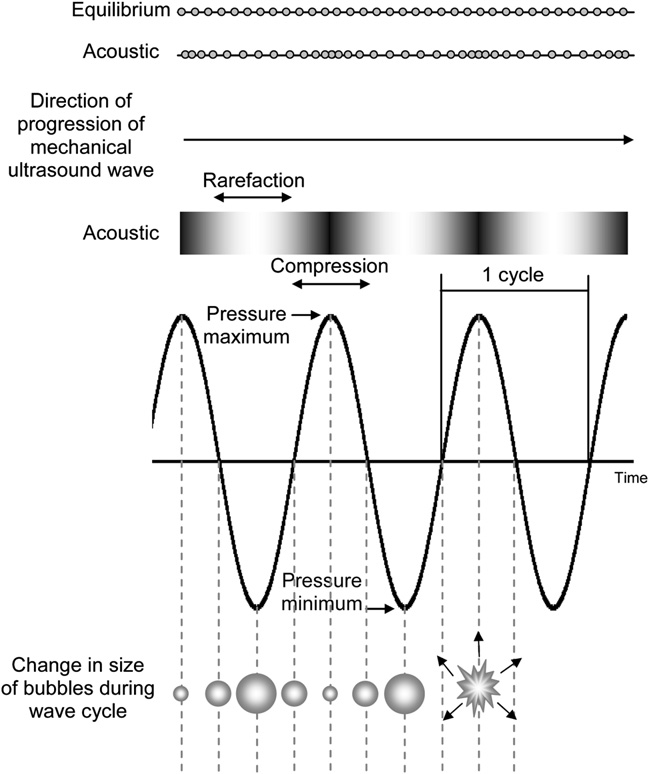 Equilibrium
Acoustic
Direction of
progression of
mechanical
ultrasound wave
Rarefaction
Acoustic
Compression
1 cycle
Pressure
maximum
Time
Pressure
minimum
Change in size
of bubbles during
wave cycle